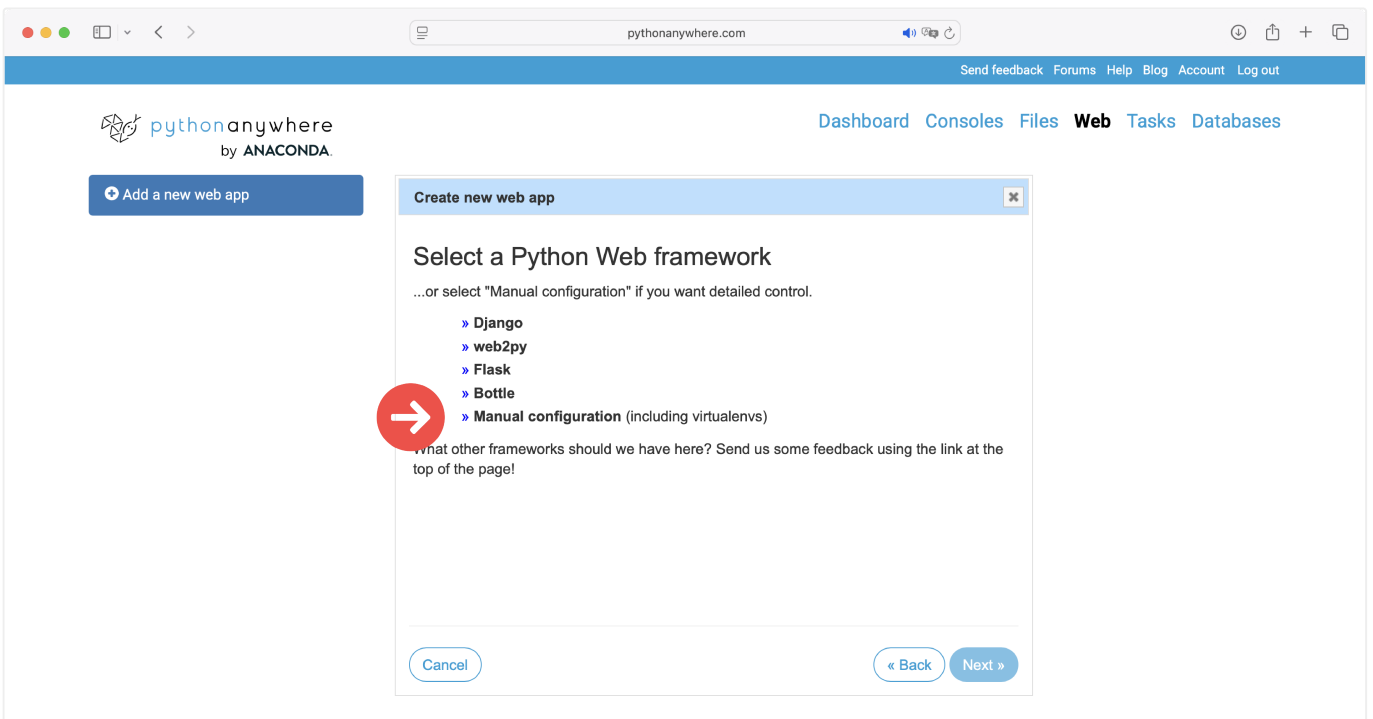 pythonanywhere.com
Send feedback Forums Help Blog Account Log out
pythonanywhere
by ANACONDA.
Dashboard Consoles Files Web Tasks Databases
Add a new web app
Create new web app
Select a Python Web framework
...or select "Manual configuration" if you want detailed control.
» Django
» web2py
» Flask
» Bottle
» Manual configuration (including virtualenvs)
What other frameworks should we have here? Send us some feedback using the link at the
top of the page!
Cancel
« Back
Next »